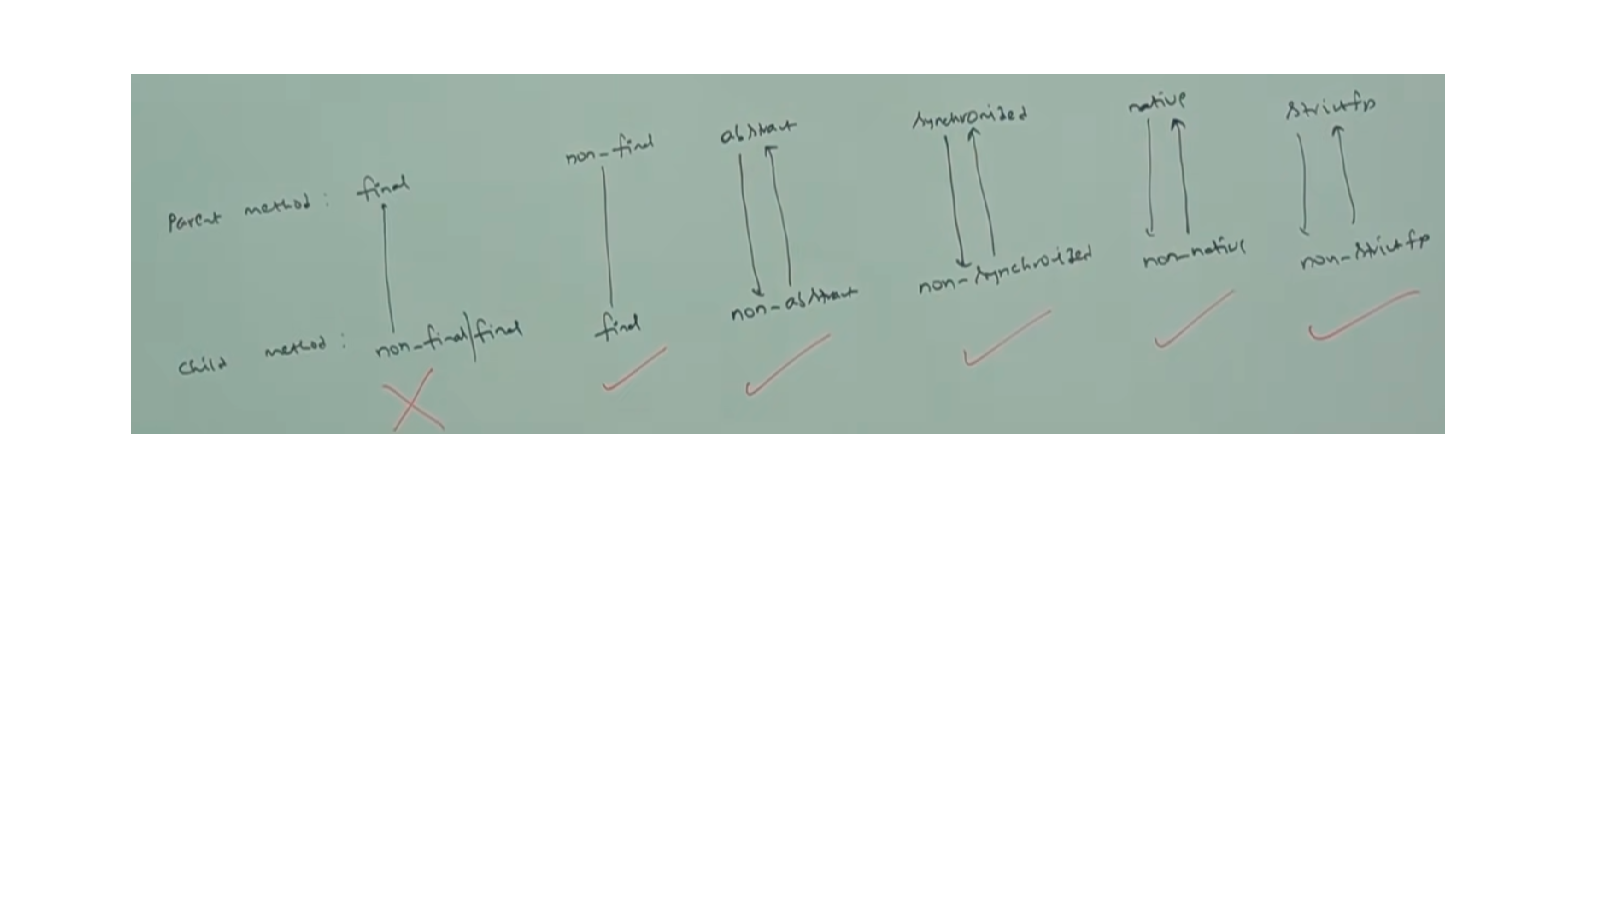 Parent method : final non-final abstract synchronized native strictfp
child method : non-final/final final non-abstract non-synchroized non-native non-strictfp